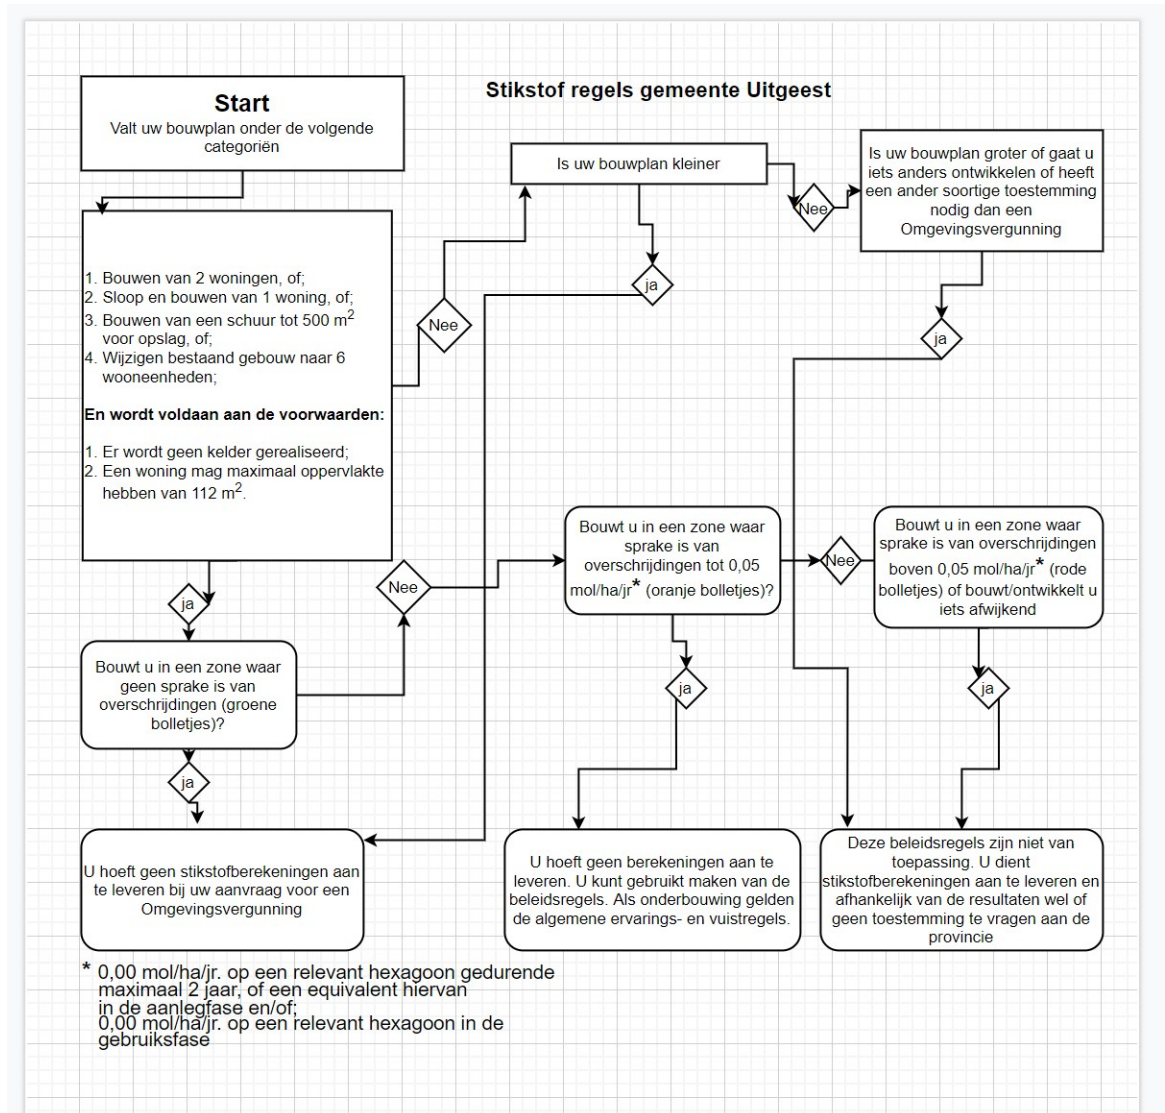 Stikstof regels gemeente Uitgeest
Start
Valt uw bouwplan onder de volgende
categoriën
1. Bouwen van 2 woningen, of;
2. Sloop en bouwen van 1 woning, of;
3. Bouwen van een schuur tot 500 m²
voor opslag, of;
4. Wijzigen bestaand gebouw naar 6
wooneenheden;
En wordt voldaan aan de voorwaarden:
1. Er wordt geen kelder gerealiseerd;
2. Een woning mag maximaal oppervlakte
hebben van 112 m².
Nee
Is uw bouwplan kleiner
ja
Nee
Is uw bouwplan groter of gaat u
iets anders ontwikkelen of heeft
een ander soortige toestemming
nodig dan een
Omgevingsvergunning
ja
ja
Bouwt u in een zone waar
geen sprake is van
overschrijdingen (groene
bolletjes)?
Nee
Bouwt u in een zone waar
sprake is van
overschrijdingen tot 0,05
mol/ha/jr* (oranje bolletjes)?
Nee
Bouwt u in een zone waar
sprake is van overschrijdingen
boven 0,05 mol/ha/jr* (rode
bolletjes) of bouwt/ontwikkelt u
iets afwijkend
ja
ja
ja
U hoeft geen stikstofberekeningen aan
te leveren bij uw aanvraag voor een
Omgevingsvergunning
U hoeft geen berekeningen aan te
leveren. U kunt gebruikt maken van de
beleidsregels. Als onderbouwing gelden
de algemene ervarings- en vuistregels.
Deze beleidsregels zijn niet van
toepassing. U dient
stikstofberekeningen aan te leveren en
afhankelijk van de resultaten wel of
geen toestemming te vragen aan de
provincie
* 0,00 mol/ha/jr. op een relevant hexagoon gedurende
maximaal 2 jaar, of een equivalent hiervan
in de aanlegfase en/of;
0,00 mol/ha/jr. op een relevant hexagoon in de
gebruiksfase